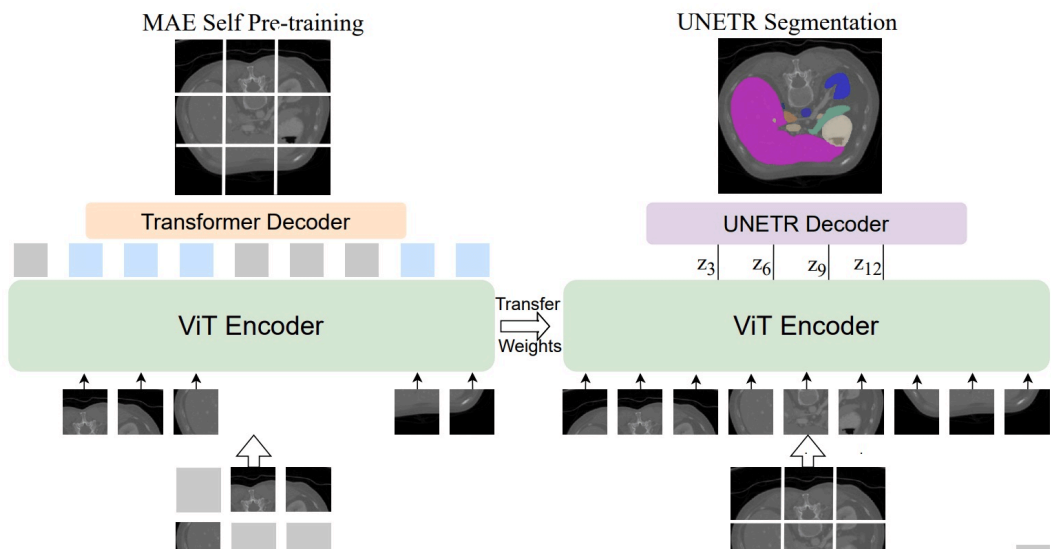 MAE Self Pre-training
UNETR Segmentation
Transformer Decoder
UNETR Decoder
z3
z6
z9
z12
ViT Encoder
Transfer
Weights
ViT Encoder